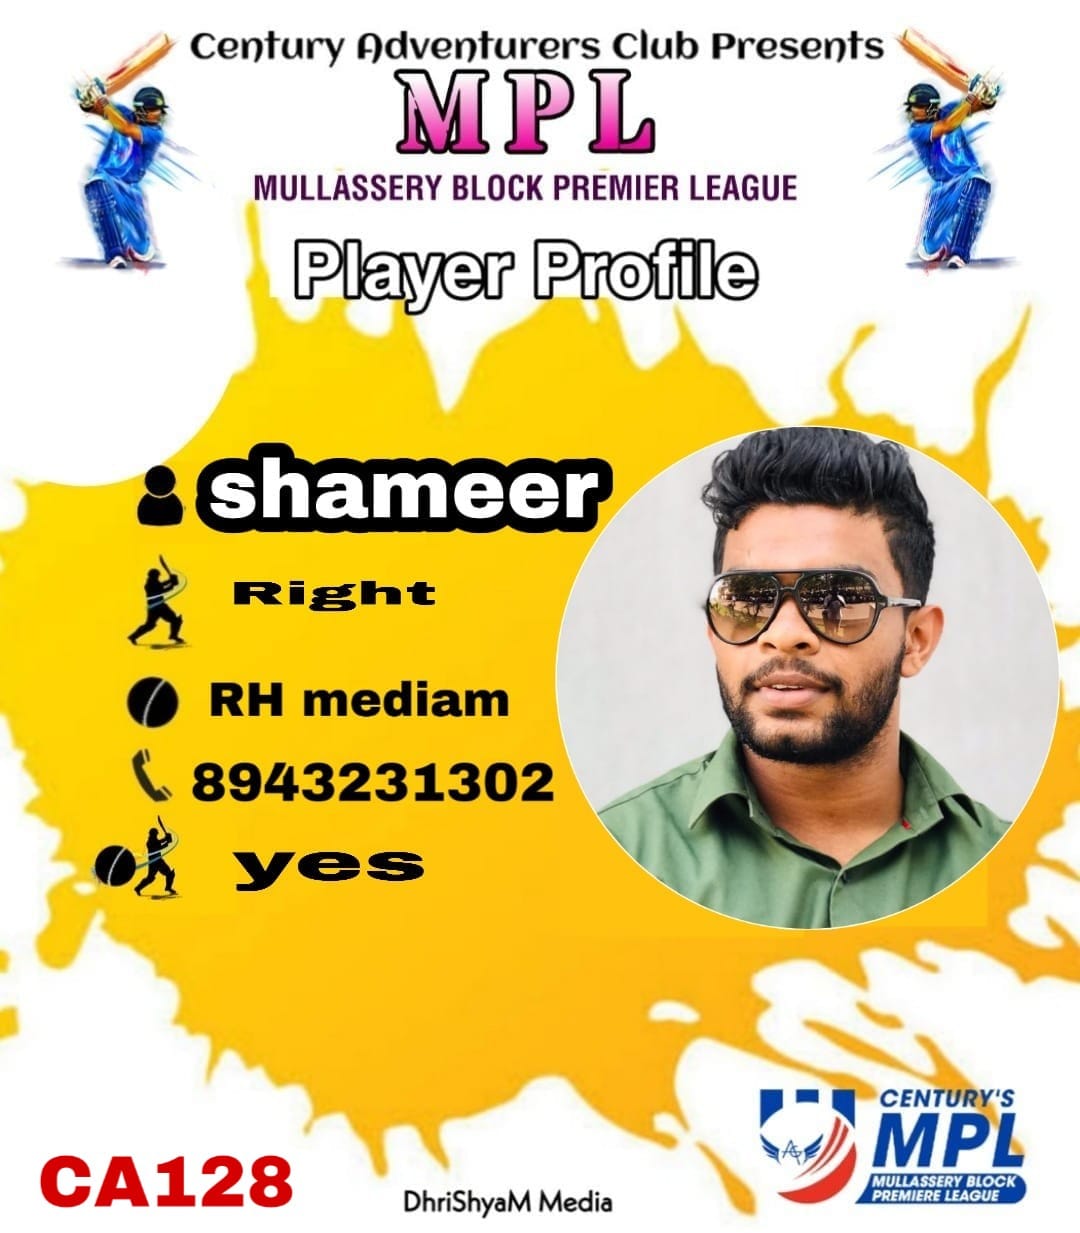 Century Adventurers Club Presents
MPL
MULLASSERY BLOCK PREMIER LEAGUE
Player Profile
shameer
Right
RH mediam
8943231302
yes
CENTURY'S
MPL
MULLASSERY BLOCK
PREMIERE LEAGUE
CA128
DhriShyaM Media